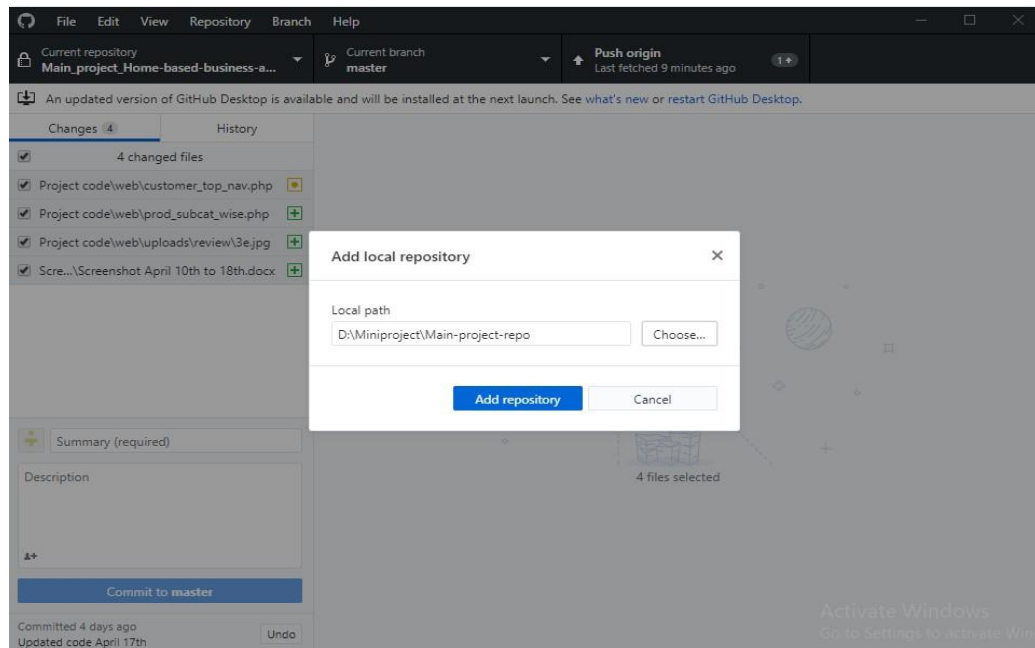 File Edit View Repository Branch Help
Current repository
Main_project_Home-based-business-a...
Current branch
master
Push origin
Last fetched 9 minutes ago
1
An updated version of GitHub Desktop is available and will be installed at the next launch. See what's new or restart GitHub Desktop.
Changes 4
History
4 changed files
Project code\web\customer_top_nav.php
Project code\web\prod_subcat_wise.php
Project code\web\uploads\review\3e.jpg
Scre...\Screenshot April 10th to 18th.docx
Add local repository
Local path
D:\Miniproject\Main-project-repo
Choose...
Add repository
Cancel
Summary (required)
Description
4 files selected
Commit to master
Committed 4 days ago
Updated code April 17th
Undo
Activate Windows
Go to Settings to activate Win